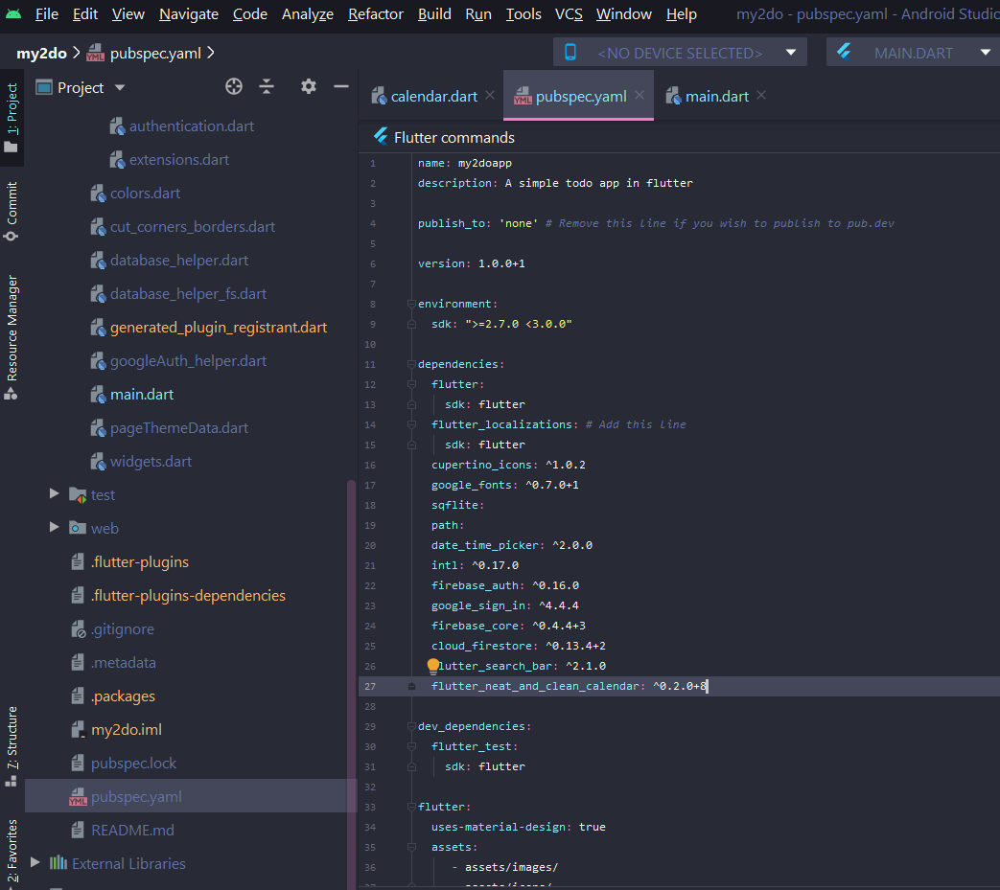 File Edit View Navigate Code Analyze Refactor Build Run Tools VCS Window Help my2do - pubspec.yaml - Android Studio
my2do pubspec.yaml <NO DEVICE SELECTED> MAIN.DART
1: Project
Commit
Resource Manager
7: Structure
2: Favorites
Project
authentication.dart
extensions.dart
colors.dart
cut_corners_borders.dart
database_helper.dart
database_helper_fs.dart
generated_plugin_registrant.dart
googleAuth_helper.dart
main.dart
pageThemeData.dart
widgets.dart
test
web
.flutter-plugins
.flutter-plugins-dependencies
.gitignore
.metadata
.packages
my2do.iml
pubspec.lock
YML pubspec.yaml
README.md
External Libraries
calendar.dart pubspec.yaml main.dart
Flutter commands
1 name: my2doapp
2 description: A simple todo app in flutter
3
4 publish_to: 'none' # Remove this line if you wish to publish to pub.dev
5
6 version: 1.0.0+1
7
8 environment:
9 sdk: ">=2.7.0 <3.0.0"
10
11 dependencies:
12 flutter:
13 sdk: flutter
14 flutter_localizations: # Add this line
15 sdk: flutter
16 cupertino_icons: ^1.0.2
17 google_fonts: ^0.7.0+1
18 sqflite:
19 path:
20 date_time_picker: ^2.0.0
21 intl: ^0.17.0
22 firebase_auth: ^0.16.0
23 google_sign_in: ^4.4.4
24 firebase_core: ^0.4.4+3
25 cloud_firestore: ^0.13.4+2
26 lutter_search_bar: ^2.1.0
27 flutter_neat_and_clean_calendar: ^0.2.0+8
28
29 dev_dependencies:
30 flutter_test:
31 sdk: flutter
32
33 flutter:
34 uses-material-design: true
35 assets:
36 - assets/images/